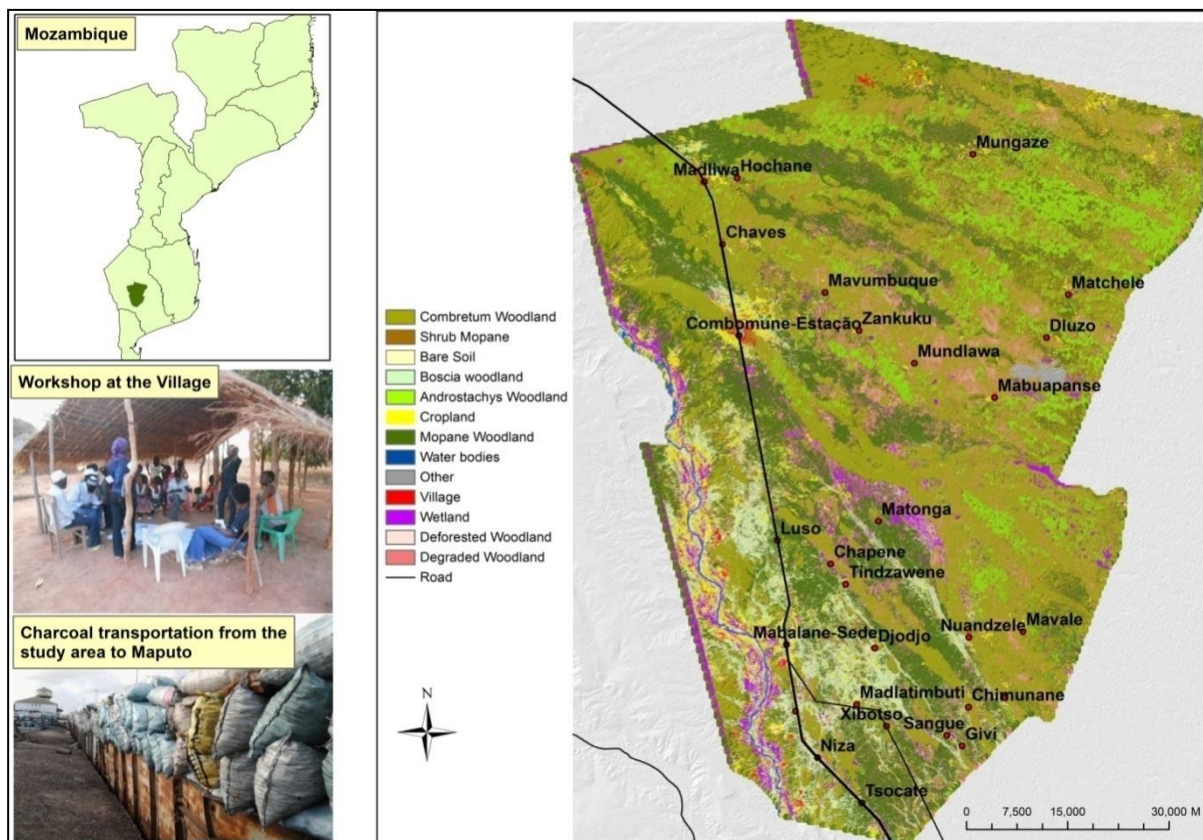 Mozambique
Workshop at the Village
Charcoal transportation from the
study area to Maputo
Combretum Woodland
Shrub Mopane
Bare Soil
Boscia woodland
Androstachys Woodland
Cropland
Mopane Woodland
Water bodies
Other
Village
Wetland
Deforested Woodland
Degraded Woodland
Road
N
Mungaze
Hochane
Madliwa
Chaves
Mavumbuque
Matchele
Combomune-Estação
Zankuku
Dluzo
Mundlawa
Mabuapanse
Matonga
Luso
Chapene
Tindzawene
Nuandzele
Mavale
Mabalane-Sede
Djodjo
Madlatimbuti
Chimunane
Xibotso
Sangue
Givi
Niza
Tsocate
0 7,500 15,000 30,000 M